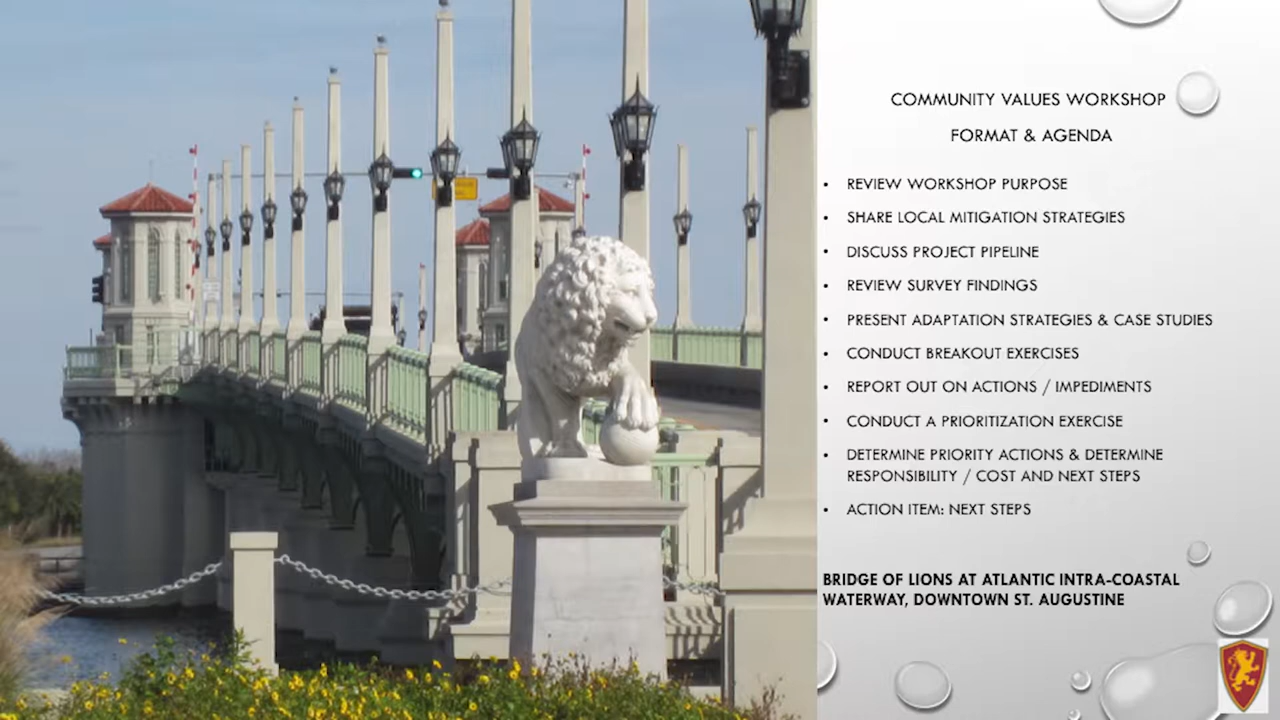 COMMUNITY VALUES WORKSHOP
FORMAT & AGENDA
• REVIEW WORKSHOP PURPOSE
• SHARE LOCAL MITIGATION STRATEGIES
• DISCUSS PROJECT PIPELINE
• REVIEW SURVEY FINDINGS
• PRESENT ADAPTATION STRATEGIES & CASE STUDIES
• CONDUCT BREAKOUT EXERCISES
• REPORT OUT ON ACTIONS / IMPEDIMENTS
• CONDUCT A PRIORITIZATION EXERCISE
• DETERMINE PRIORITY ACTIONS & DETERMINE
RESPONSIBILITY / COST AND NEXT STEPS
• ACTION ITEM: NEXT STEPS
BRIDGE OF LIONS AT ATLANTIC INTRA-COASTAL
WATERWAY, DOWNTOWN ST. AUGUSTINE